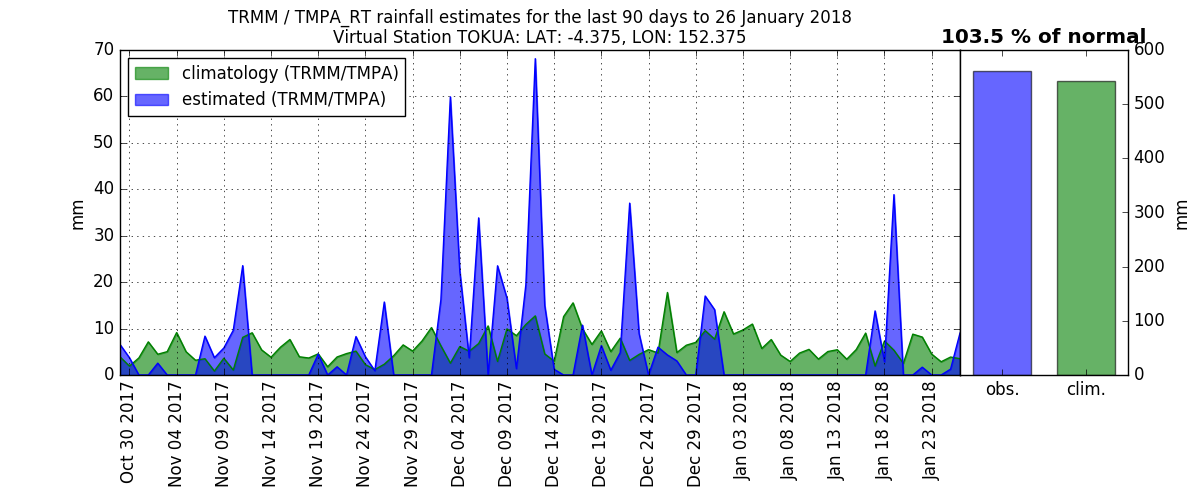 TRMM / TMPA_RT rainfall estimates for the last 90 days to 26 January 2018
Virtual Station TOKUA: LAT: -4.375, LON: 152.375
103.5 % of normal
climatology (TRMM/TMPA)
estimated (TRMM/TMPA)
70
60
50
40
30
20
10
0
mm
Oct 30 2017
Nov 04 2017
Nov 09 2017
Nov 14 2017
Nov 19 2017
Nov 24 2017
Nov 29 2017
Dec 04 2017
Dec 09 2017
Dec 14 2017
Dec 19 2017
Dec 24 2017
Dec 29 2017
Jan 03 2018
Jan 08 2018
Jan 13 2018
Jan 18 2018
Jan 23 2018
600
500
400
300
200
100
0
mm
obs.
clim.